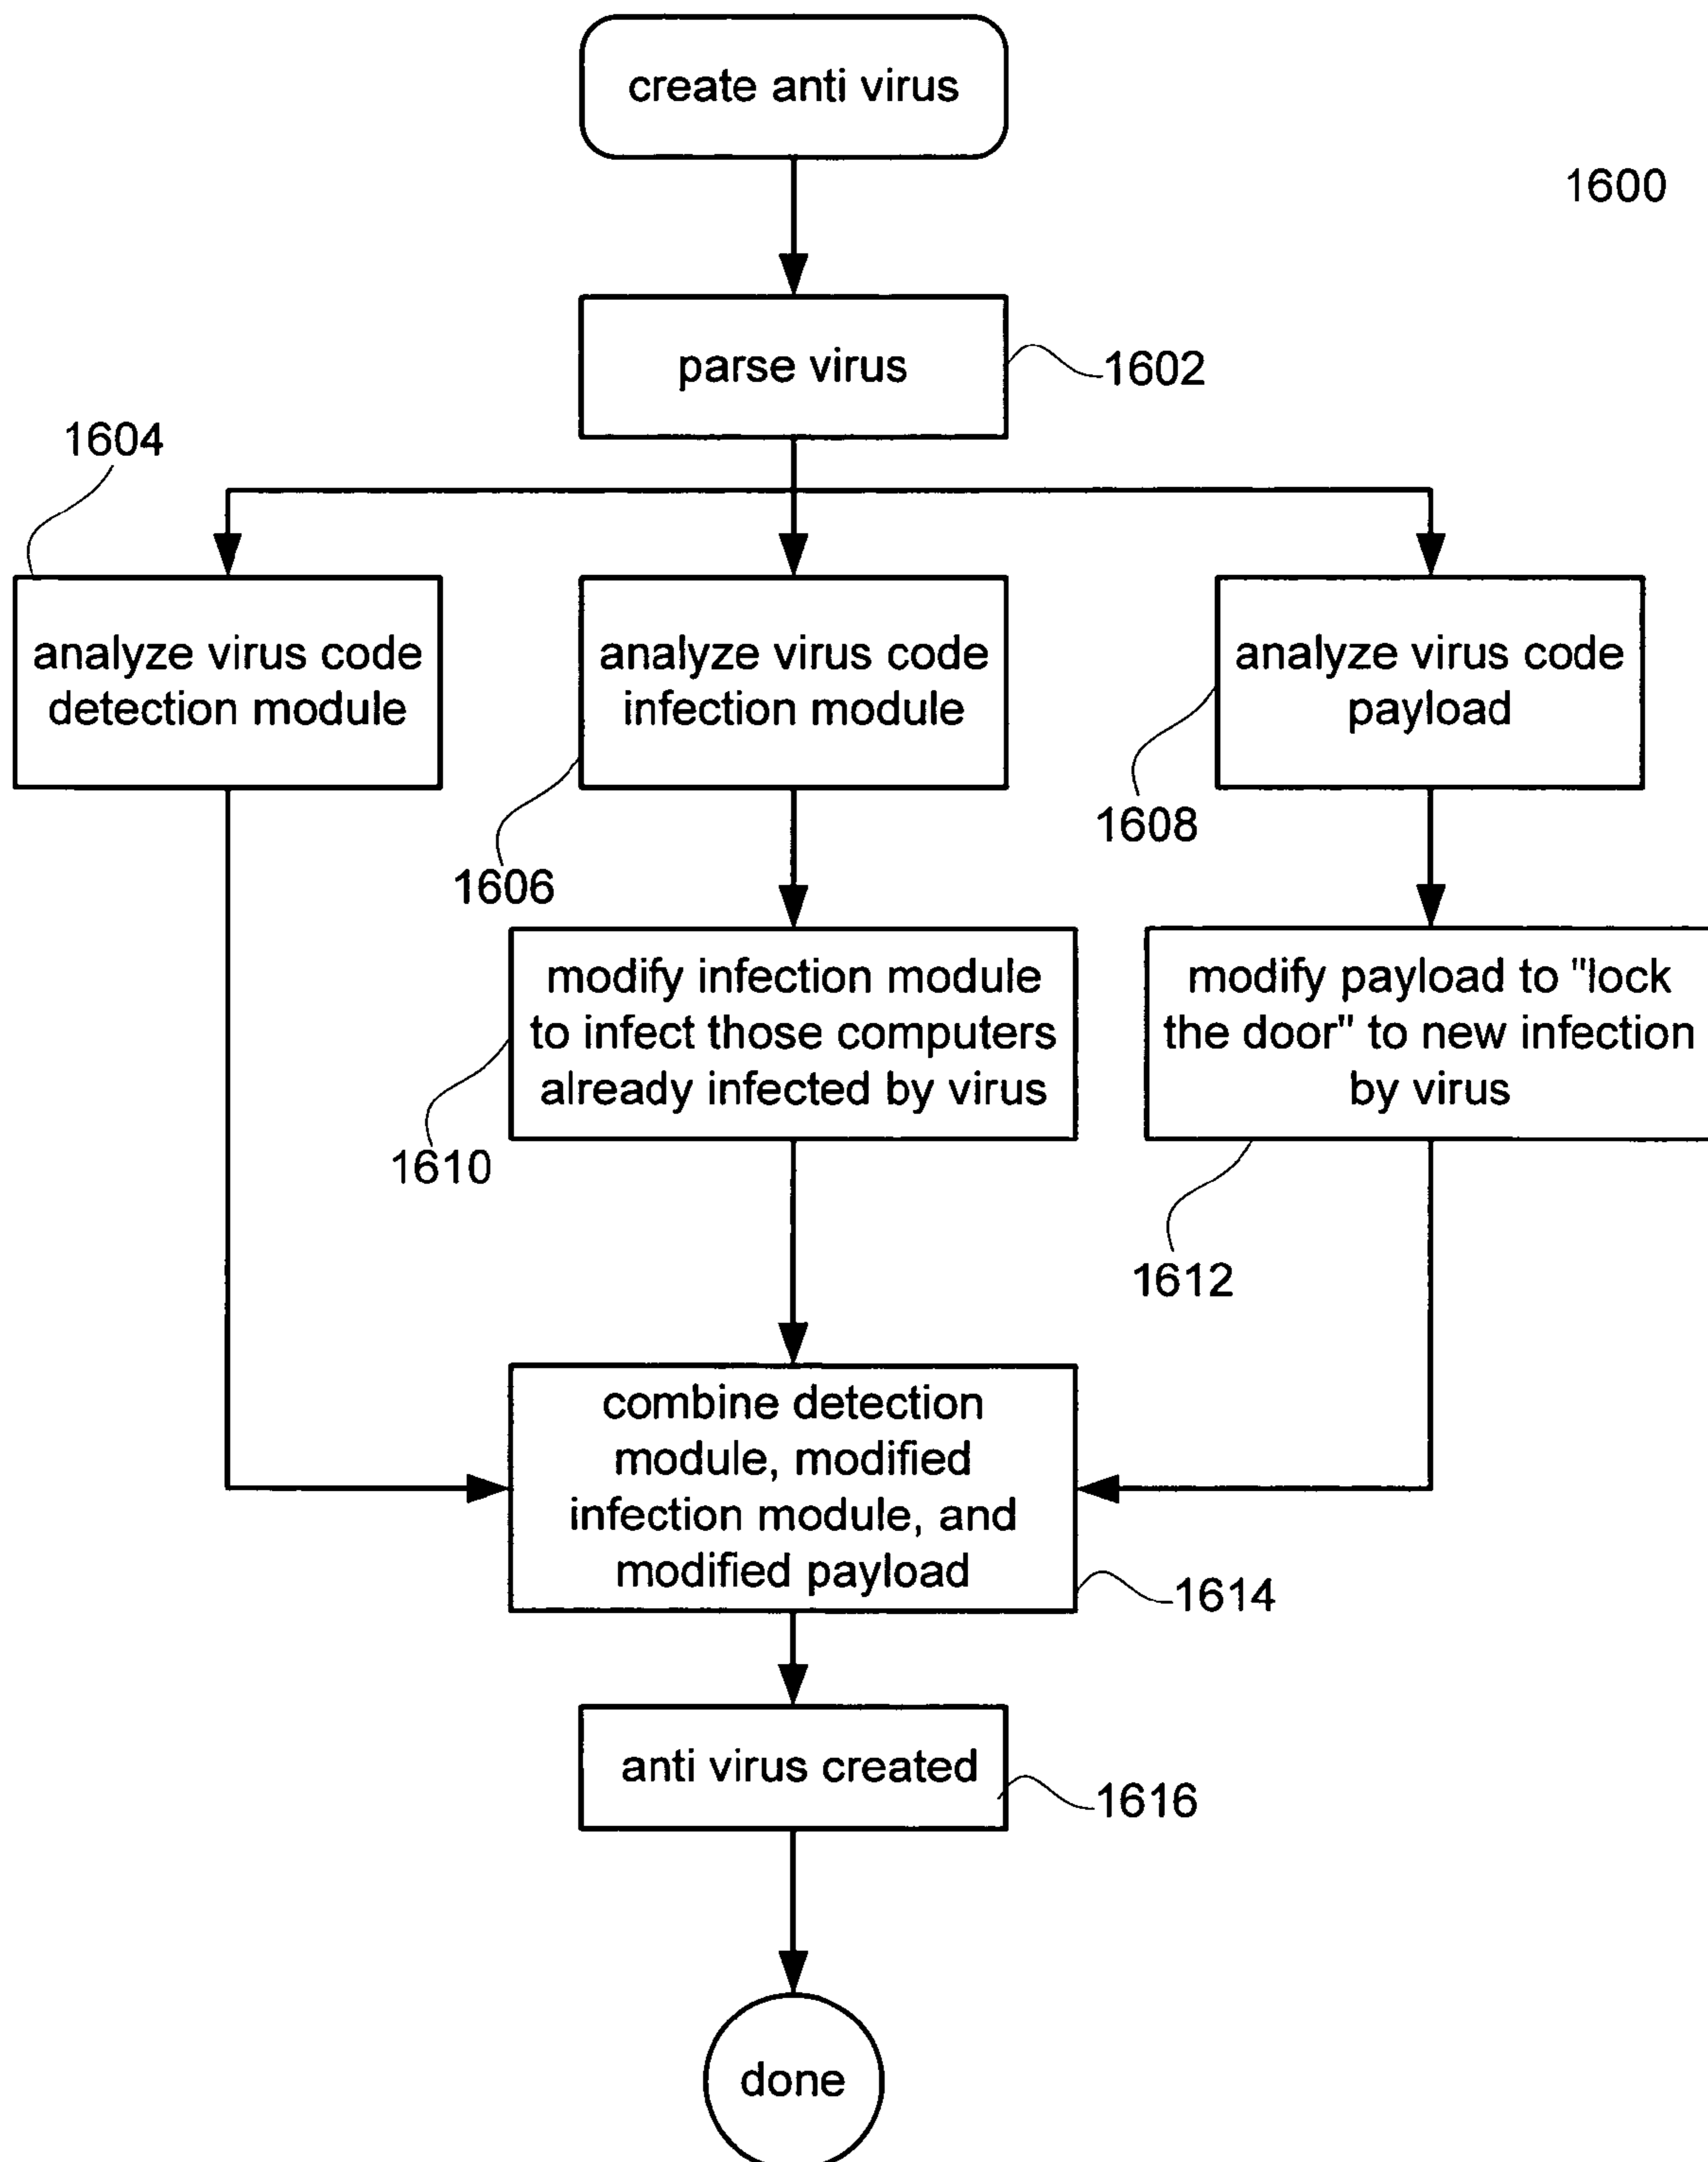 create anti virus
1600
parse virus
1602
1604
analyze virus code
detection module
analyze virus code
infection module
analyze virus code
payload
1606
1608
modify infection module
to infect those computers
already infected by virus
modify payload to "lock
the door" to new infection
by virus
1610
1612
combine detection
module, modified
infection module, and
modified payload
1614
anti virus created
1616
done